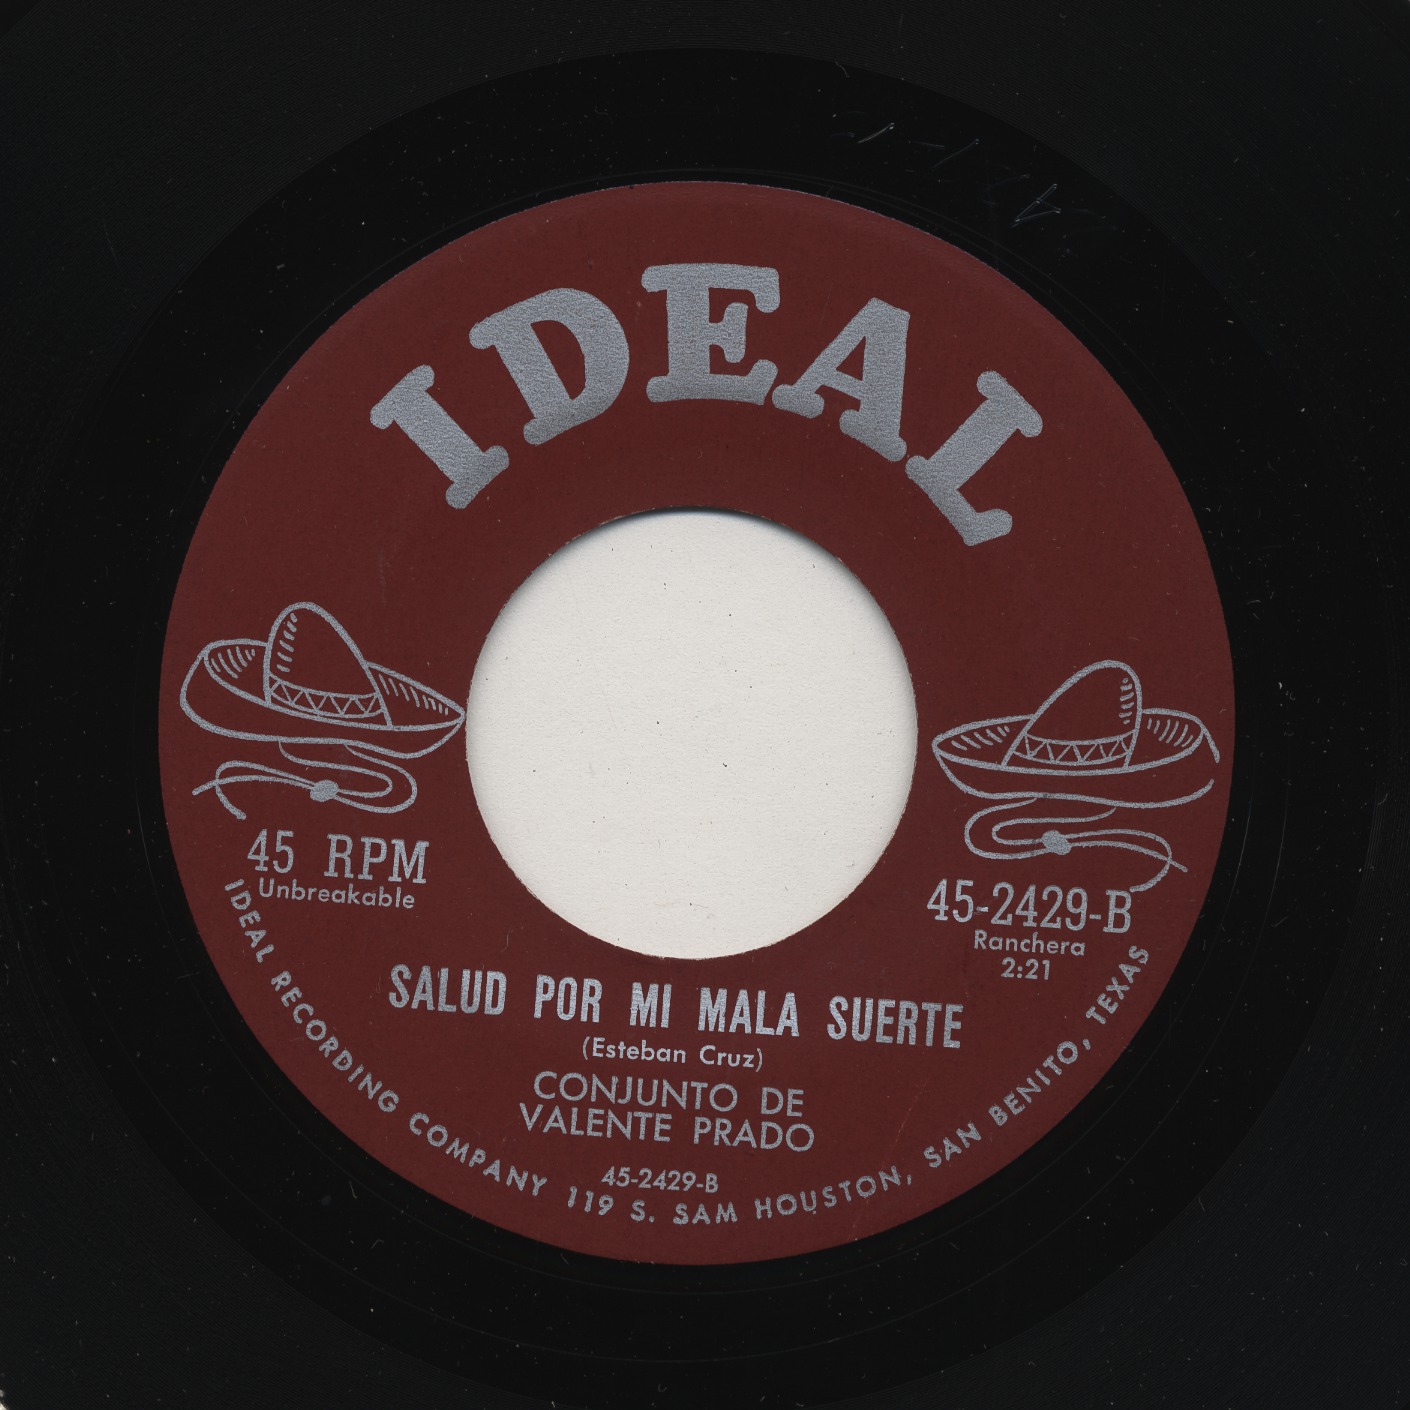 IDEAL
45 RPM
Unbreakable
45-2429-B
Ranchera
2:21
SALUD POR MI MALA SUERTE
(Esteban Cruz)
CONJUNTO DE
VALENTE PRADO
45-2429-B
IDEAL RECORDING COMPANY 119 S. SAM HOUSTON, SAN BENITO, TEXAS